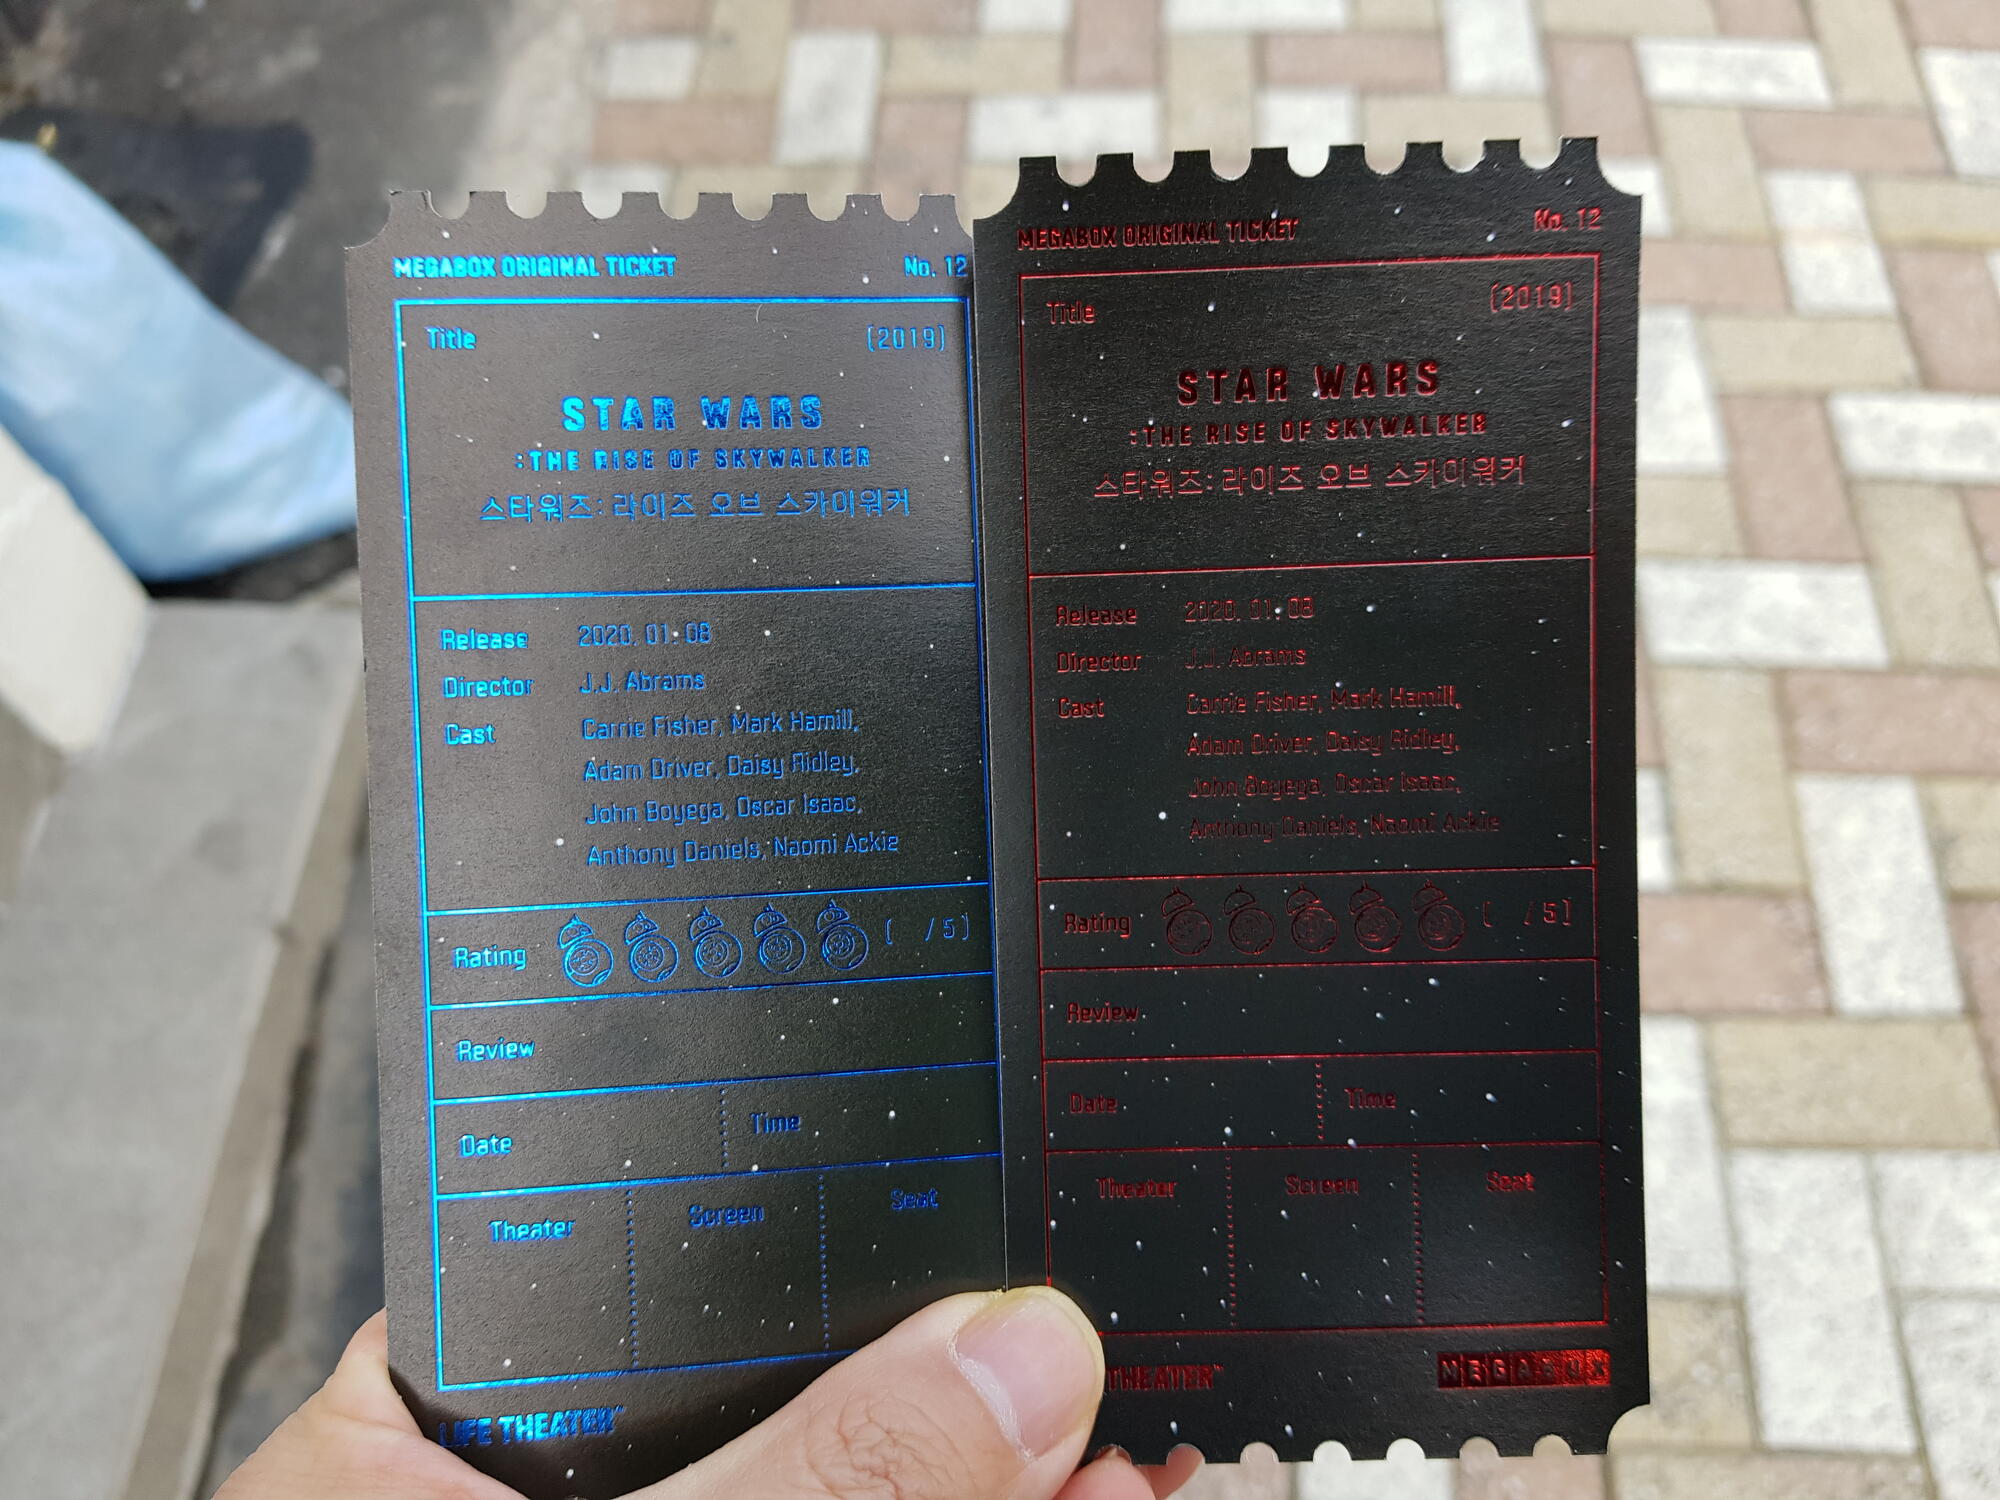 MEGABOX ORIGINAL TICKET No. 12
Title (2019)
STAR WARS
:THE RISE OF SKYWALKER
스타워즈: 라이즈 오브 스카이워커
Release 2020. 01. 08
Director J.J. Abrams
Cast Carrie Fisher, Mark Hamill,
Adam Driver, Daisy Ridley,
John Boyega, Oscar Isaac,
Anthony Daniels, Naomi Ackie
Rating ( /5)
Review
Date Time
Theater Screen Seat
LIFE THEATER™
MEGABOX ORIGINAL TICKET No. 12
Title (2019)
STAR WARS
:THE RISE OF SKYWALKER
스타워즈: 라이즈 오브 스카이워커
Release 2020. 01. 08
Director J.J. Abrams
Cast Carrie Fisher, Mark Hamill,
Adam Driver, Daisy Ridley,
John Boyega, Oscar Isaac,
Anthony Daniels, Naomi Ackie
Rating ( /5)
Review
Date Time
Theater Screen Seat
THEATER™ MEGABOX